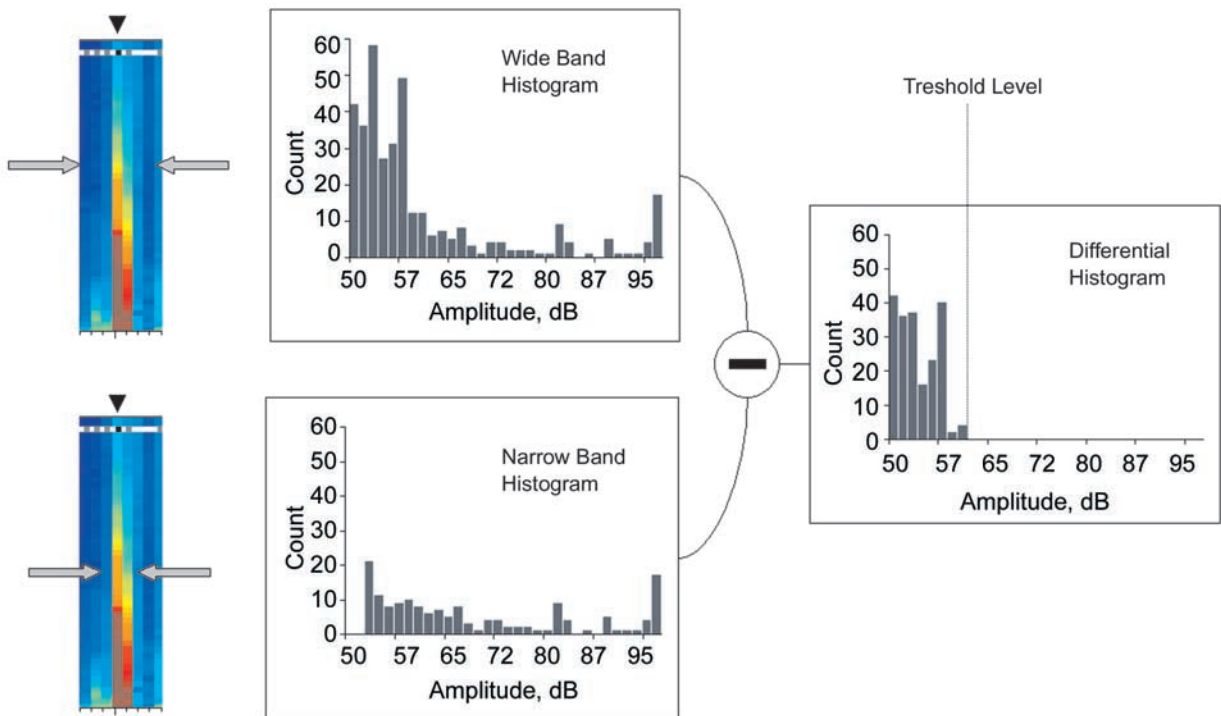 Wide Band
Histogram
Count
60
50
40
30
20
10
0
50 57 65 72 80 82 87 95
Amplitude, dB
Treshold Level
Differential
Histogram
Count
60
50
40
30
20
10
0
50 57 65 72 82 87 95
Amplitude, dB
Narrow Band
Histogram
Count
60
50
40
30
20
10
0
50 57 65 72 80 82 87 95
Amplitude, dB